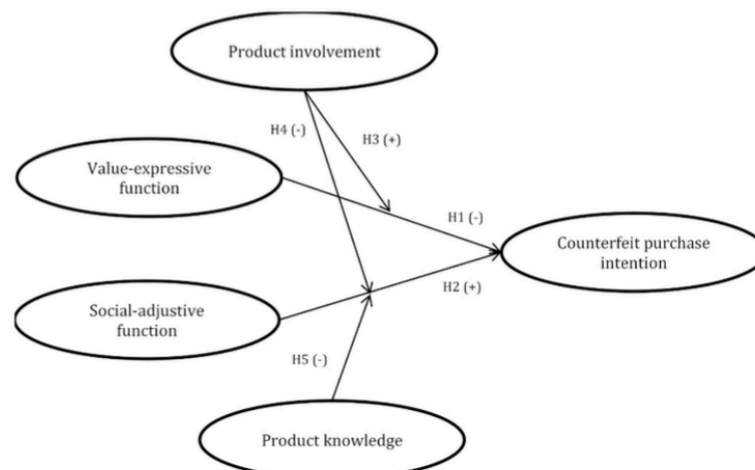 Product involvement
H4 (-)
H3 (+)
Value-expressive
function
H1 (-)
Counterfeit purchase
intention
H2 (+)
Social-adjustive
function
H5 (-)
Product knowledge